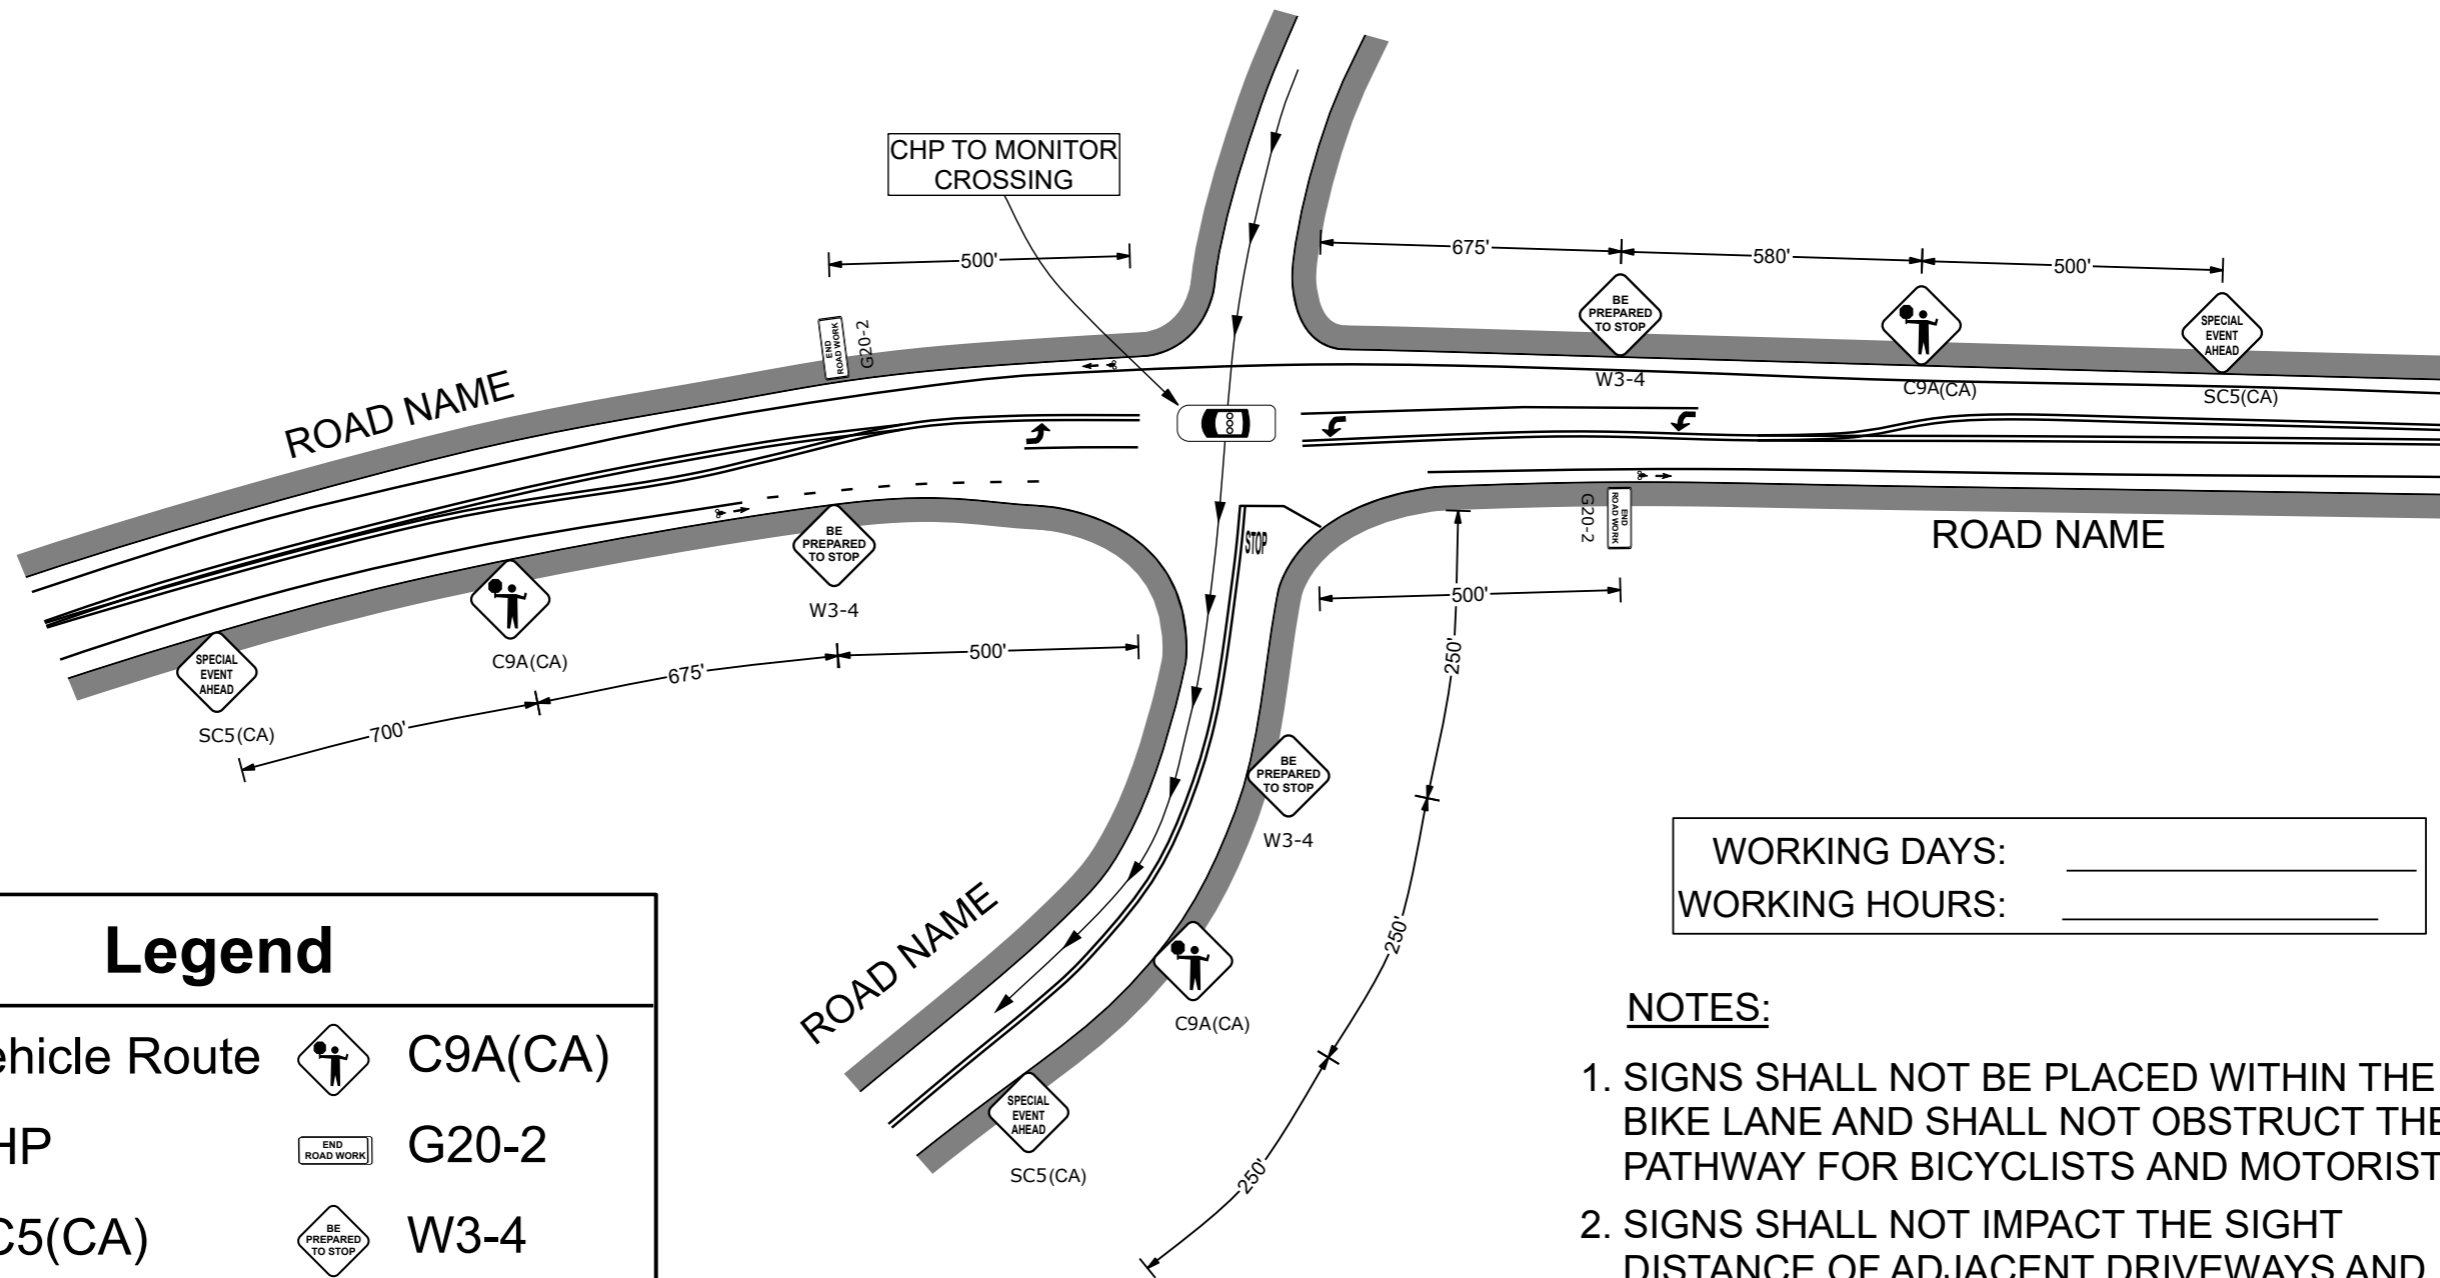 CHP TO MONITOR
CROSSING
500'
675'
580'
500'
END
ROAD WORK
G20-2
BE
PREPARED
TO STOP
W3-4
C9A(CA)
SPECIAL
EVENT
AHEAD
SC5(CA)
ROAD NAME
BE
PREPARED
TO STOP
W3-4
C9A(CA)
SPECIAL
EVENT
AHEAD
SC5(CA)
700'
675'
500'
STOP
G20-2
END
ROAD WORK
ROAD NAME
500'
250'
BE
PREPARED
TO STOP
W3-4
250'
C9A(CA)
ROAD NAME
SPECIAL
EVENT
AHEAD
SC5(CA)
250'
WORKING DAYS:
WORKING HOURS:
Legend
ehicle Route
C9A(CA)
HP
END
ROAD WORK
G20-2
C5(CA)
BE
PREPARED
TO STOP
W3-4
NOTES:
1. SIGNS SHALL NOT BE PLACED WITHIN THE
BIKE LANE AND SHALL NOT OBSTRUCT THE
PATHWAY FOR BICYCLISTS AND MOTORIST
2. SIGNS SHALL NOT IMPACT THE SIGHT
DISTANCE OF ADJACENT DRIVEWAYS AND